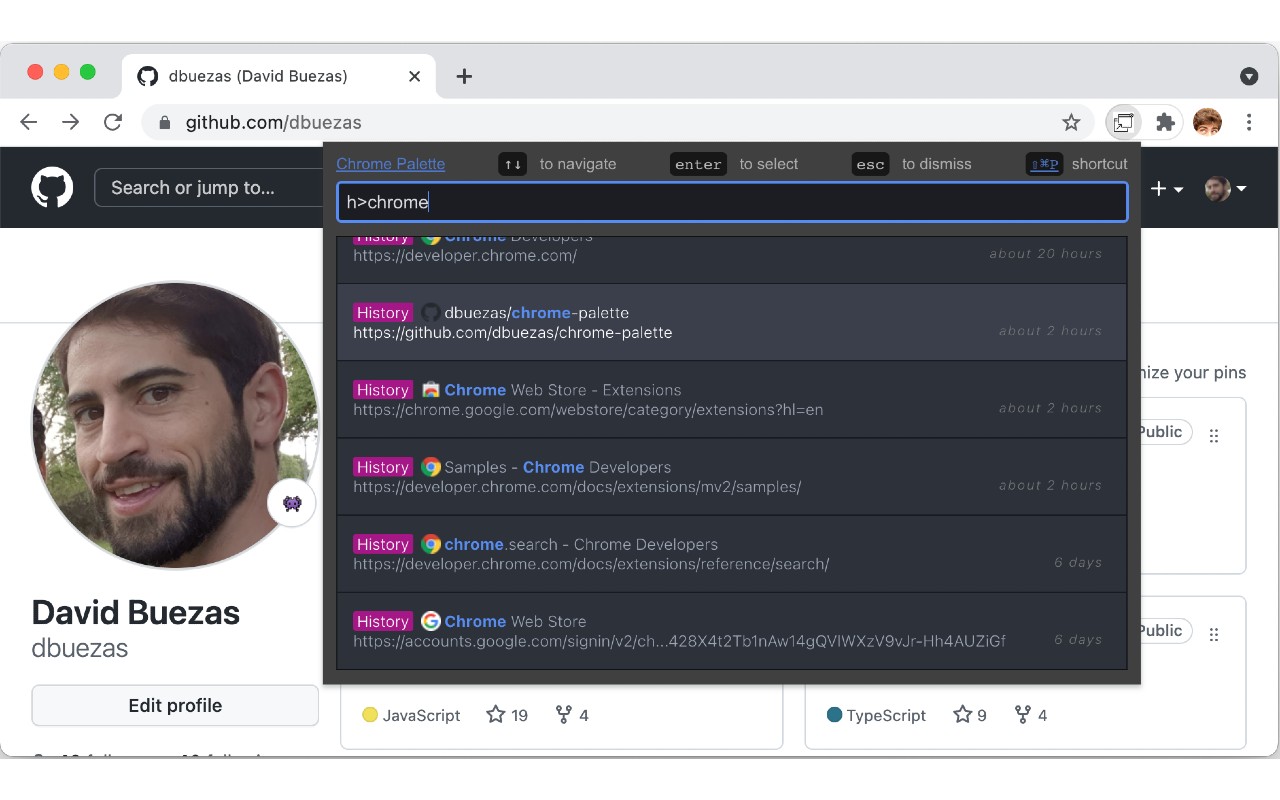 dbuezas (David Buezas)
github.com/dbuezas
Chrome Palette ↑↓ to navigate enter to select esc to dismiss ⇧⌘P shortcut
Search or jump to...
h>chrome
History Chrome Developers
https://developer.chrome.com/
about 20 hours
History dbuezas/chrome-palette
https://github.com/dbuezas/chrome-palette
about 2 hours
History Chrome Web Store - Extensions
https://chrome.google.com/webstore/category/extensions?hl=en
about 2 hours
History Samples - Chrome Developers
https://developer.chrome.com/docs/extensions/mv2/samples/
about 2 hours
History chrome.search - Chrome Developers
https://developer.chrome.com/docs/extensions/reference/search/
6 days
History Chrome Web Store
https://accounts.google.com/signin/v2/ch...428X4t2Tb1nAw14gQVIWXzV9vJr-Hh4AUZiGf
6 days
your pins
Public
Public
David Buezas
dbuezas
Edit profile
JavaScript 19 4
TypeScript 9 4